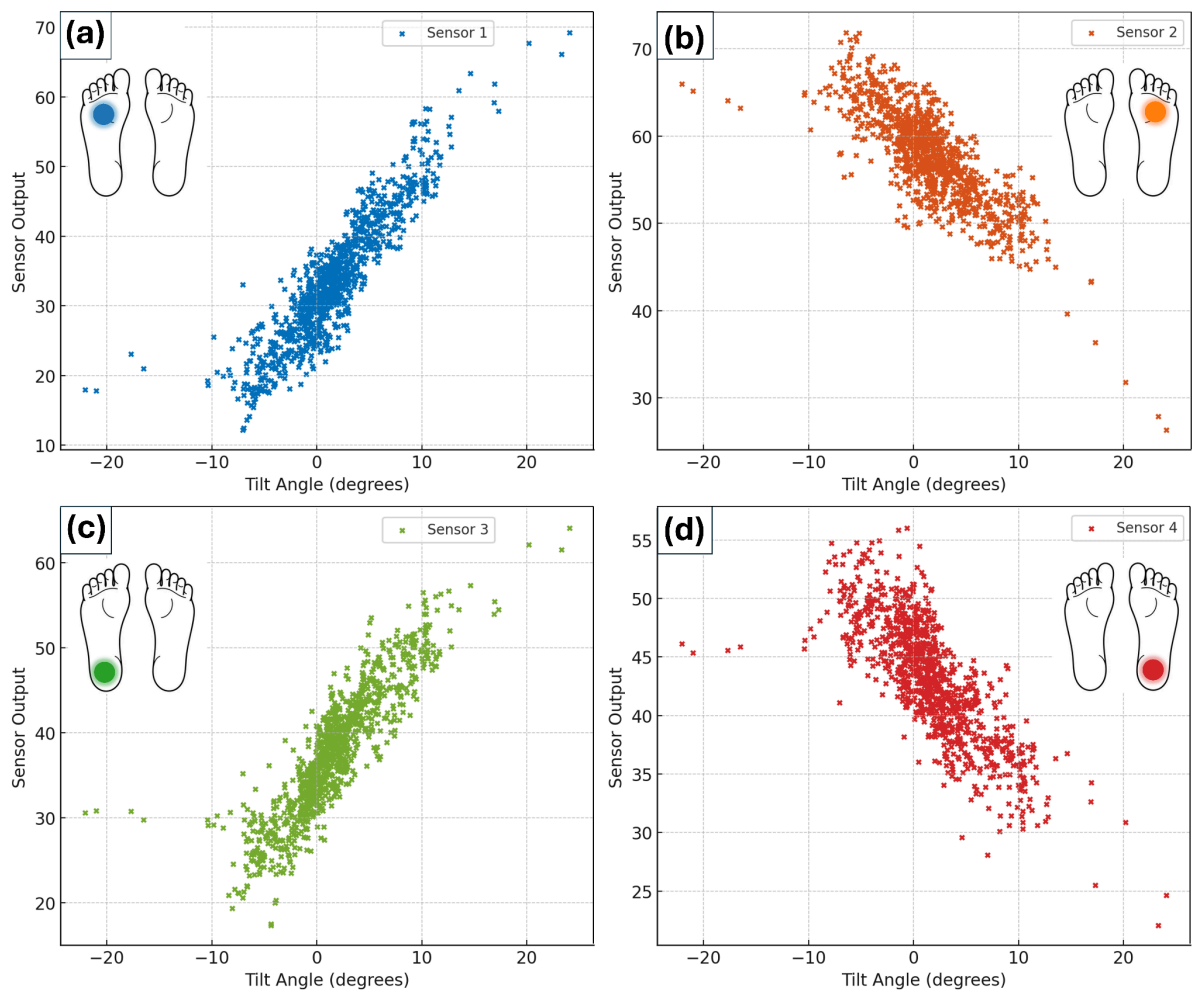 (a)
Sensor 1
70
60
50
40
30
20
10
Sensor Output
−20 −10 0 10 20
Tilt Angle (degrees)
(b)
Sensor 2
70
60
50
40
30
Sensor Output
−20 −10 0 10 20
Tilt Angle (degrees)
(c)
Sensor 3
60
50
40
30
20
Sensor Output
−20 −10 0 10 20
Tilt Angle (degrees)
(d)
Sensor 4
55
50
45
40
35
30
25
Sensor Output
−20 −10 0 10 20
Tilt Angle (degrees)